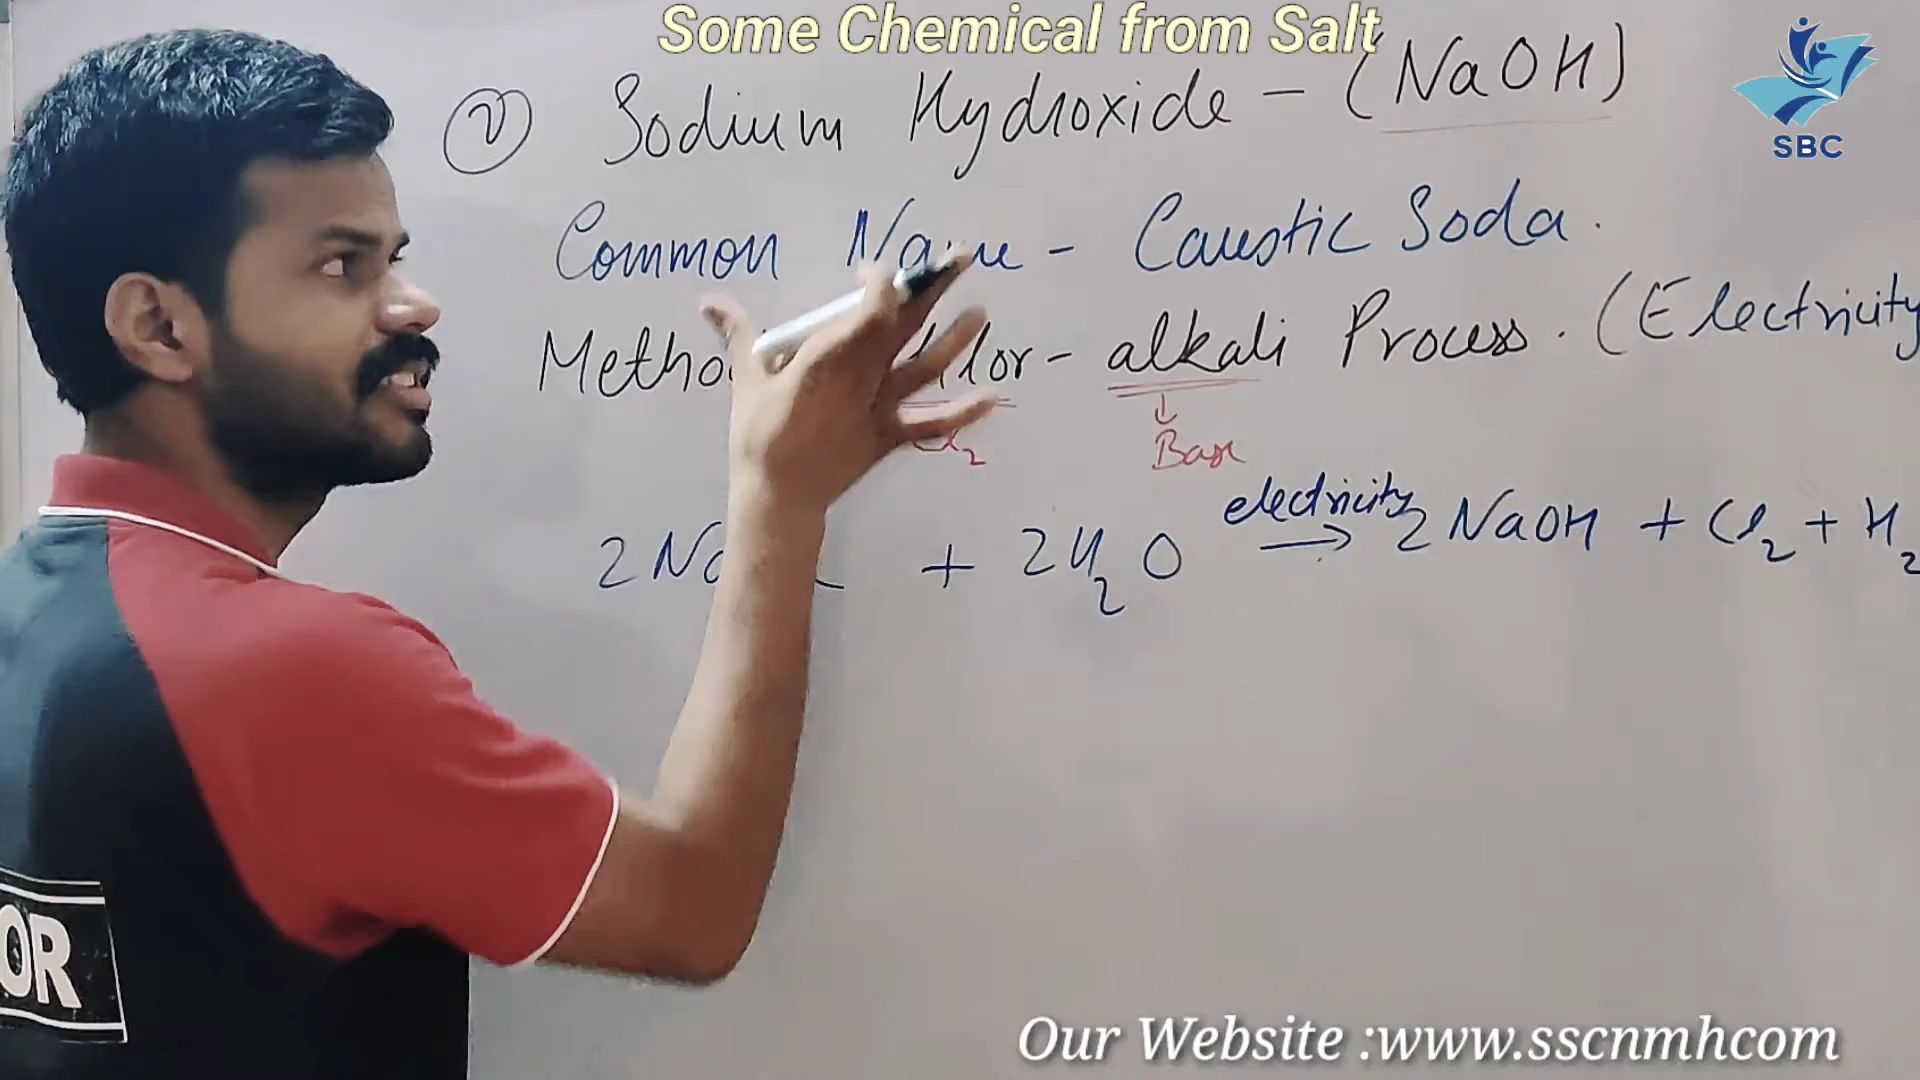 Some Chemical from Salt
SBC
(v) Sodium Hydroxide - (NaOH)
Common Name - Caustic Soda.
lor - alkali Process. (Electricity
Base
2 + 2H₂O electricity → 2NaOH + Cl₂ + H₂
OR
Our Website :www.sscnmhcom